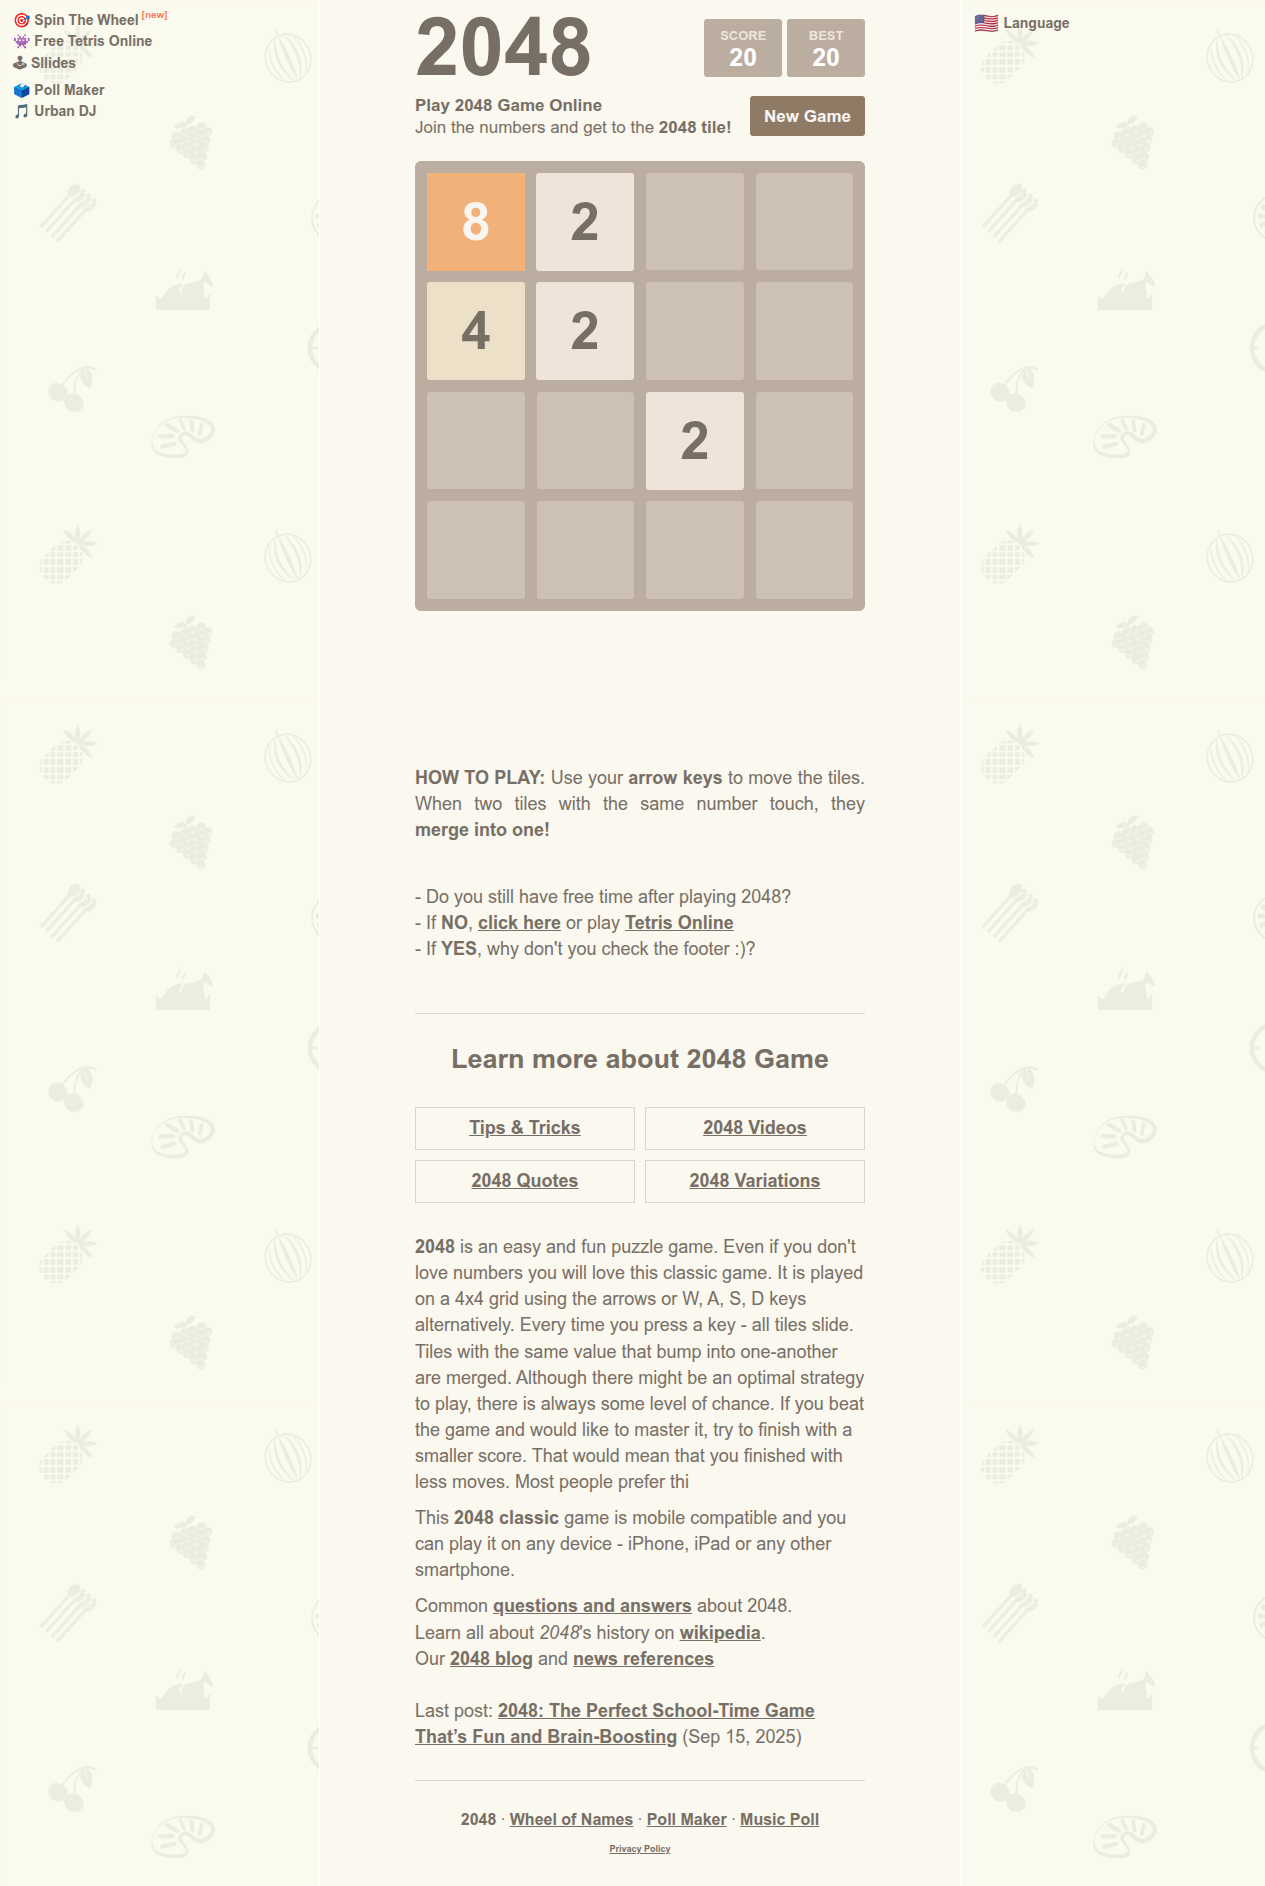 Spin The Wheel [new]
Free Tetris Online
Sllides
Poll Maker
Urban DJ
Language
2048
SCORE
20
BEST
20
Play 2048 Game Online
Join the numbers and get to the 2048 tile!
New Game
8 2
4 2
2
HOW TO PLAY: Use your arrow keys to move the tiles.
When two tiles with the same number touch, they
merge into one!
- Do you still have free time after playing 2048?
- If NO, click here or play Tetris Online
- If YES, why don't you check the footer :)?
Learn more about 2048 Game
Tips & Tricks
2048 Videos
2048 Quotes
2048 Variations
2048 is an easy and fun puzzle game. Even if you don't
love numbers you will love this classic game. It is played
on a 4x4 grid using the arrows or W, A, S, D keys
alternatively. Every time you press a key - all tiles slide.
Tiles with the same value that bump into one-another
are merged. Although there might be an optimal strategy
to play, there is always some level of chance. If you beat
the game and would like to master it, try to finish with a
smaller score. That would mean that you finished with
less moves. Most people prefer thi
This 2048 classic game is mobile compatible and you
can play it on any device - iPhone, iPad or any other
smartphone.
Common questions and answers about 2048.
Learn all about 2048's history on wikipedia.
Our 2048 blog and news references
Last post: 2048: The Perfect School-Time Game
That’s Fun and Brain-Boosting (Sep 15, 2025)
2048 · Wheel of Names · Poll Maker · Music Poll
Privacy Policy